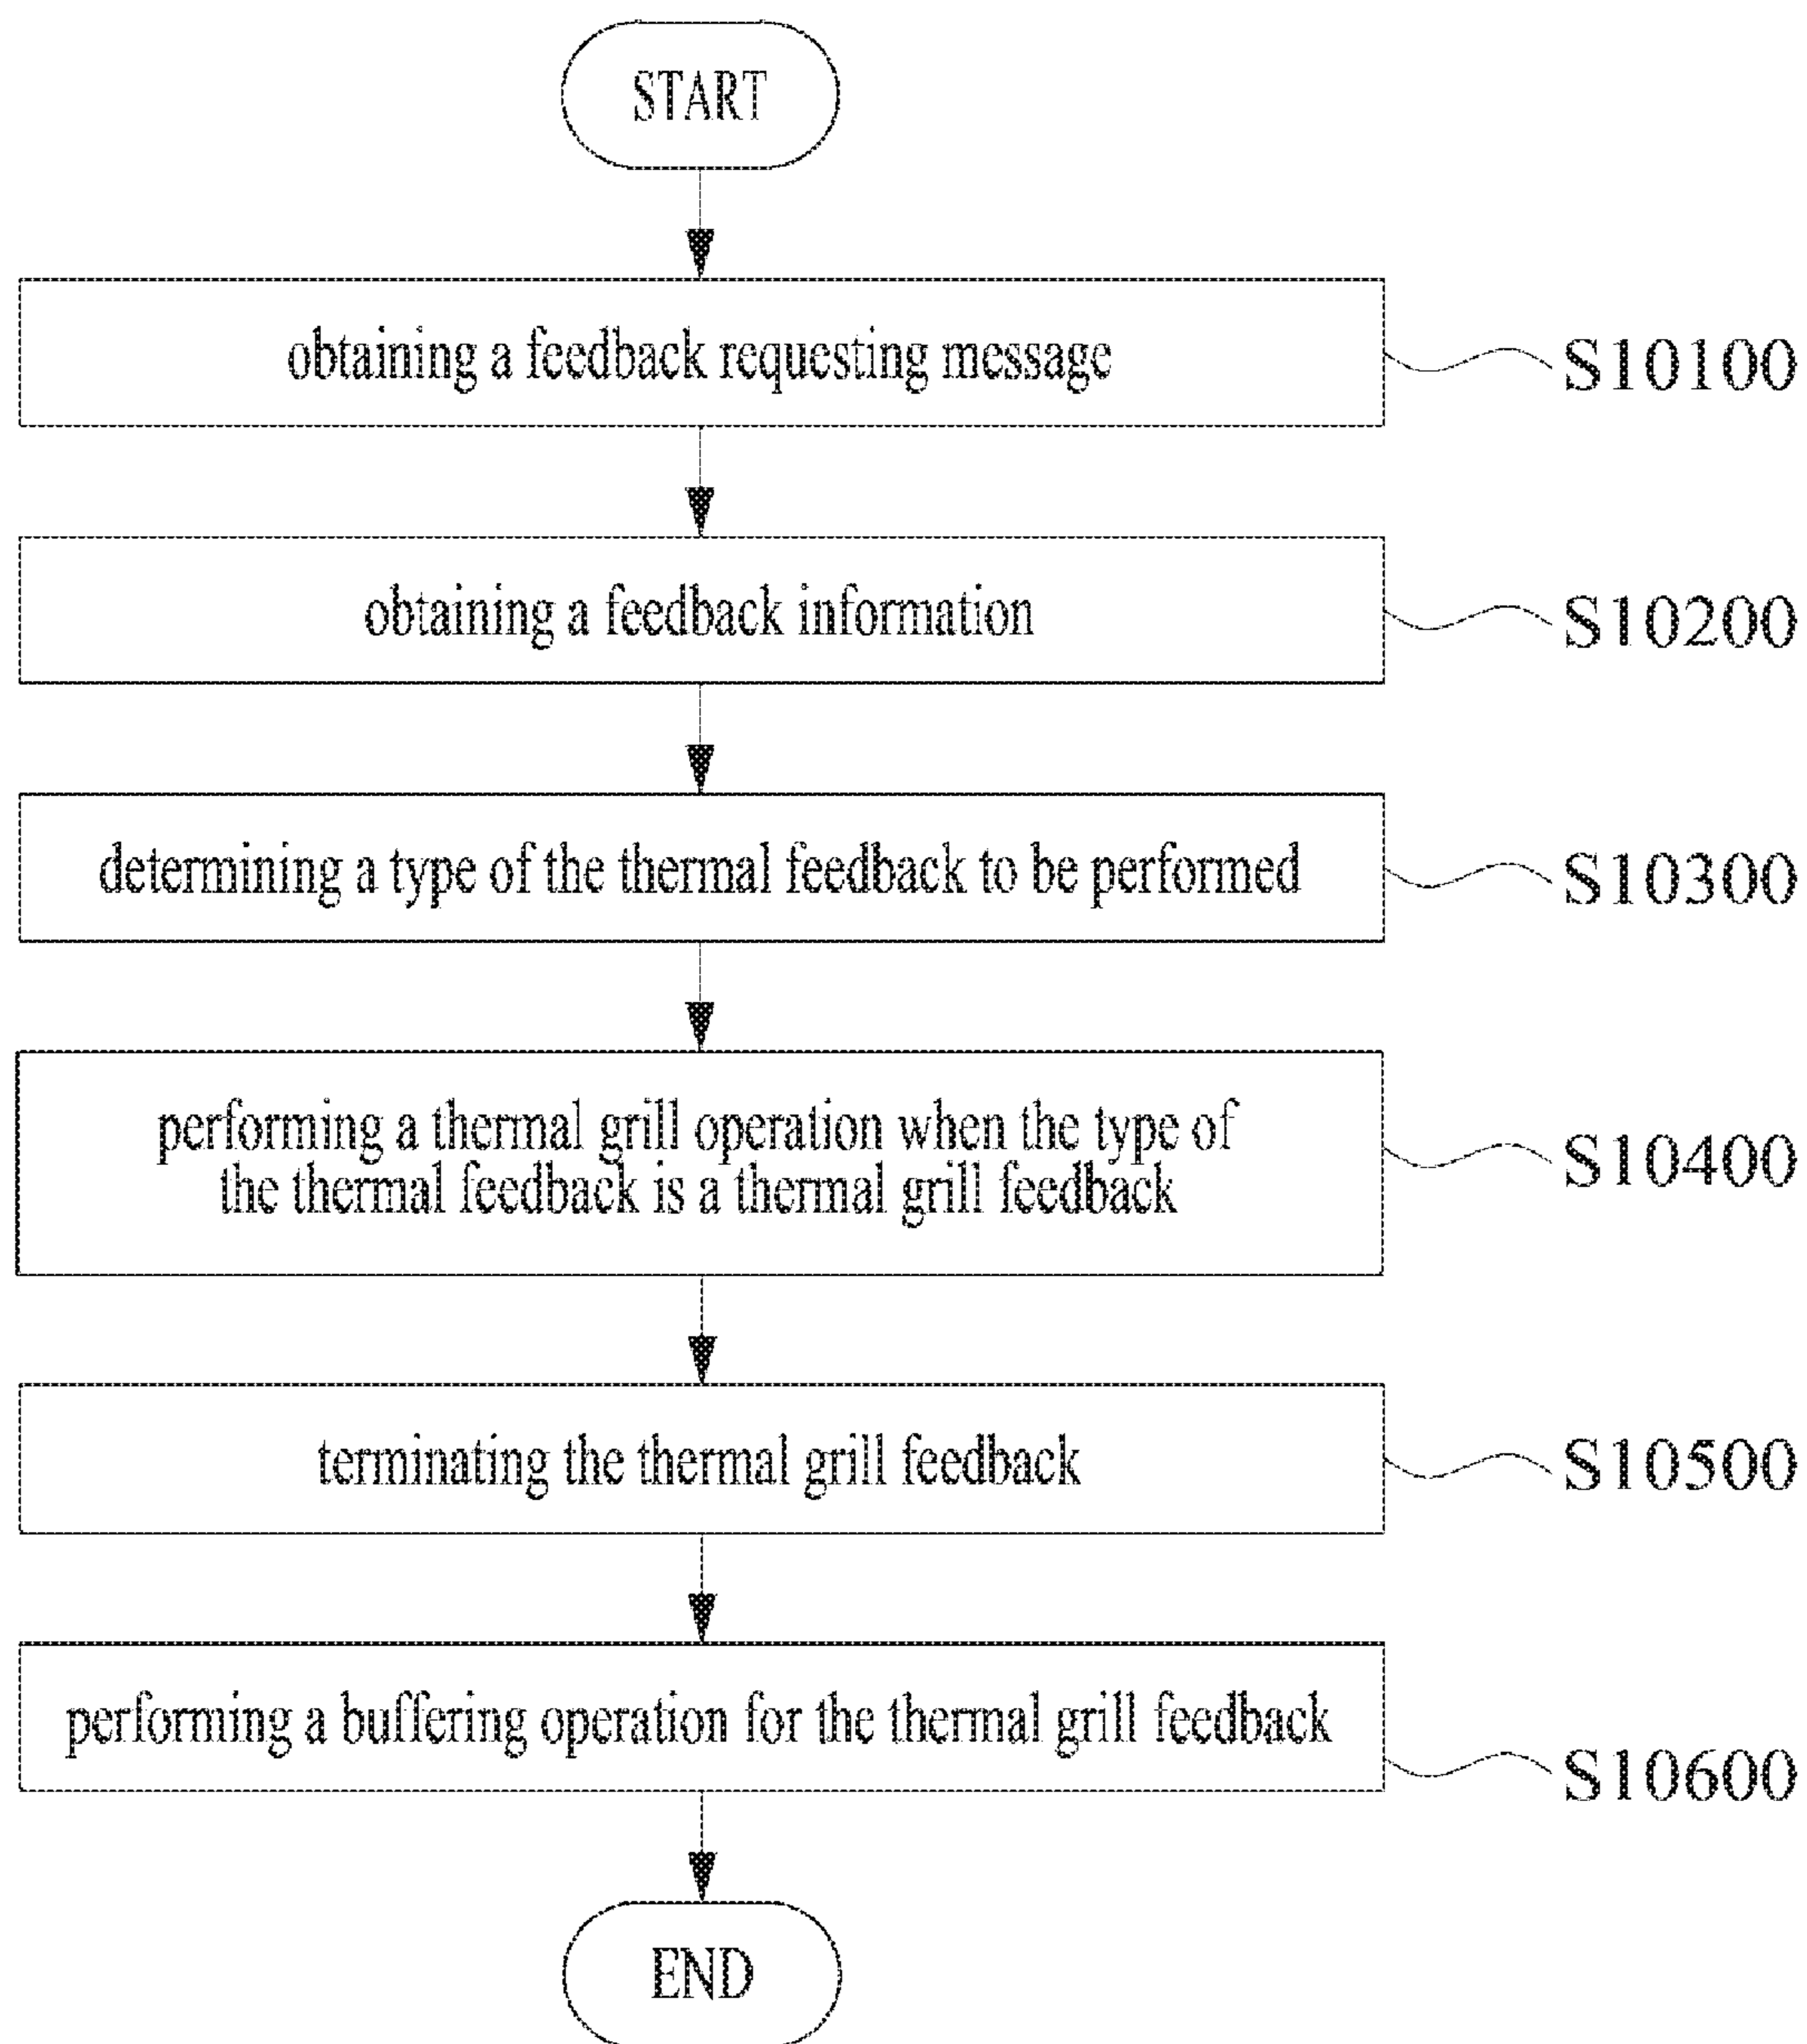 START
obtaining a feedback requesting message
S10100
obtaining a feedback information
S10200
determining a type of the thermal feedback to be performed
S10300
performing a thermal grill operation when the type of
the thermal feedback is a thermal grill feedback
S10400
terminating the thermal grill feedback
S10500
performing a buffering operation for the thermal grill feedback
S10600
END